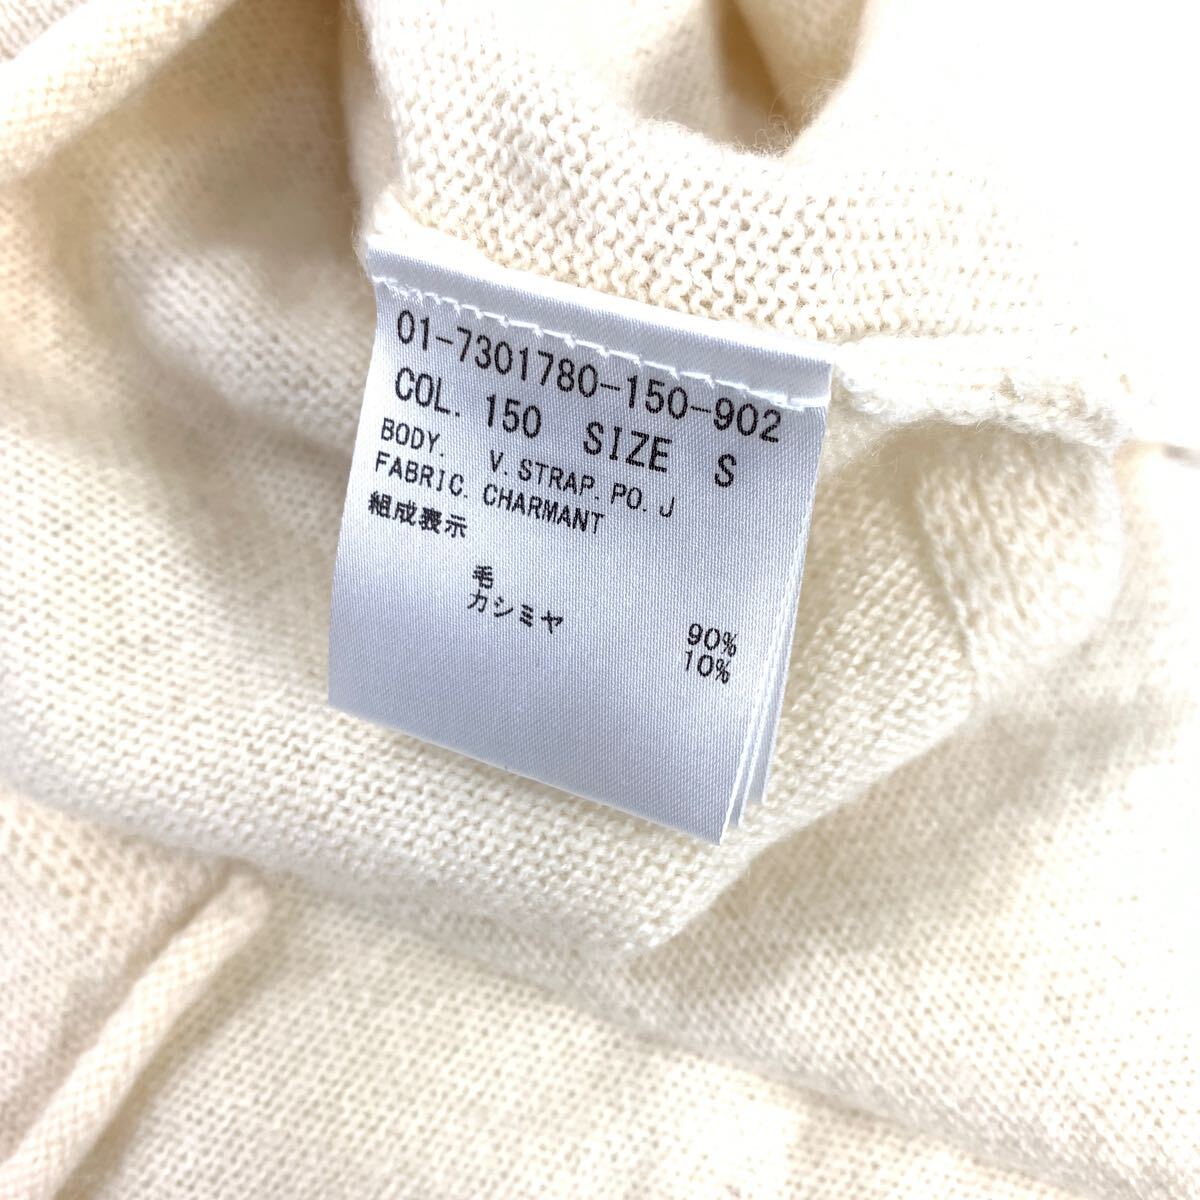 01-7301780-150-902
COL. 150 SIZE S
BODY. V. STRAP. PO. J
FABRIC. CHARMANT
組成表示
毛 90%
カシミヤ 10%